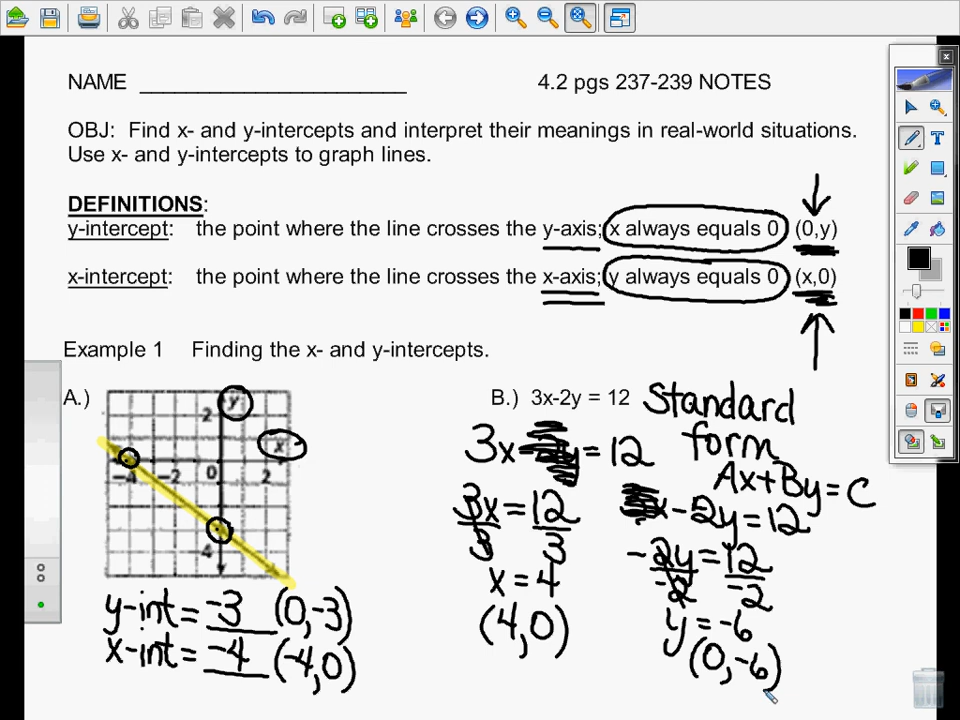 NAME ________________________ 4.2 pgs 237-239 NOTES
OBJ: Find x- and y-intercepts and interpret their meanings in real-world situations.
Use x- and y-intercepts to graph lines.
DEFINITIONS:
y-intercept: the point where the line crosses the y-axis; x always equals 0 (0,y)
x-intercept: the point where the line crosses the x-axis; y always equals 0 (x,0)
Example 1 Finding the x- and y-intercepts.
A.)
y
2
x
-4 -2 0 2
-4
y-int = -3 (0,-3)
x-int = -4 (-4,0)
B.) 3x-2y = 12
3x -2y = 12
3x = 12
3 3
x = 4
(4,0)
Standard
form
Ax+By=C
3x -2y = 12
-2y = 12
-2 -2
y = -6
(0,-6)
T